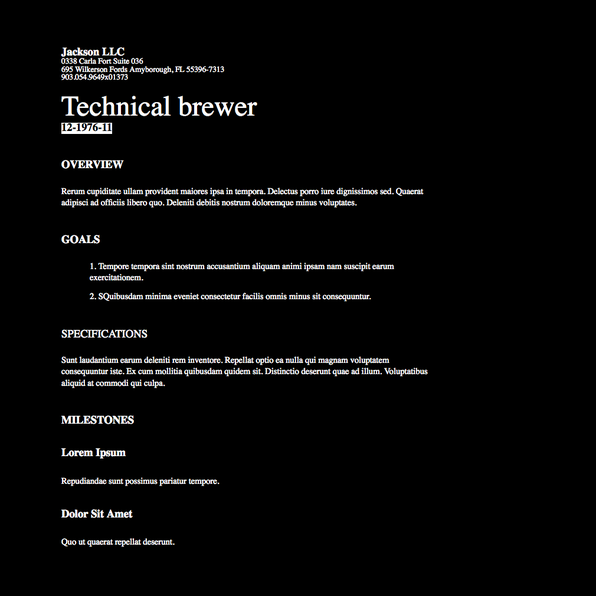 Jackson LLC
0338 Carla Fort Suite 036
695 Wilkerson Fords Amyborough, FL 55396-7313
903.054.9649x01373
Technical brewer
12-1976-11
OVERVIEW
Rerum cupiditate ullam provident maiores ipsa in tempora. Delectus porro iure dignissimos sed. Quaerat
adipisci ad officiis libero quo. Deleniti debitis nostrum doloremque minus voluptates.
GOALS
1. Tempore tempora sint nostrum accusantium aliquam animi ipsam nam suscipit earum
exercitationem.
2. SQuibusdam minima eveniet consectetur facilis omnis minus sit consequuntur.
SPECIFICATIONS
Sunt laudantium earum deleniti rem inventore. Repellat optio ea nulla qui magnam voluptatem
consequuntur iste. Ex cum mollitia quibusdam quidem sit. Distinctio deserunt quae ad illum. Voluptatibus
aliquid at commodi qui culpa.
MILESTONES
Lorem Ipsum
Repudiandae sunt possimus pariatur tempore.
Dolor Sit Amet
Quo ut quaerat repellat deserunt.